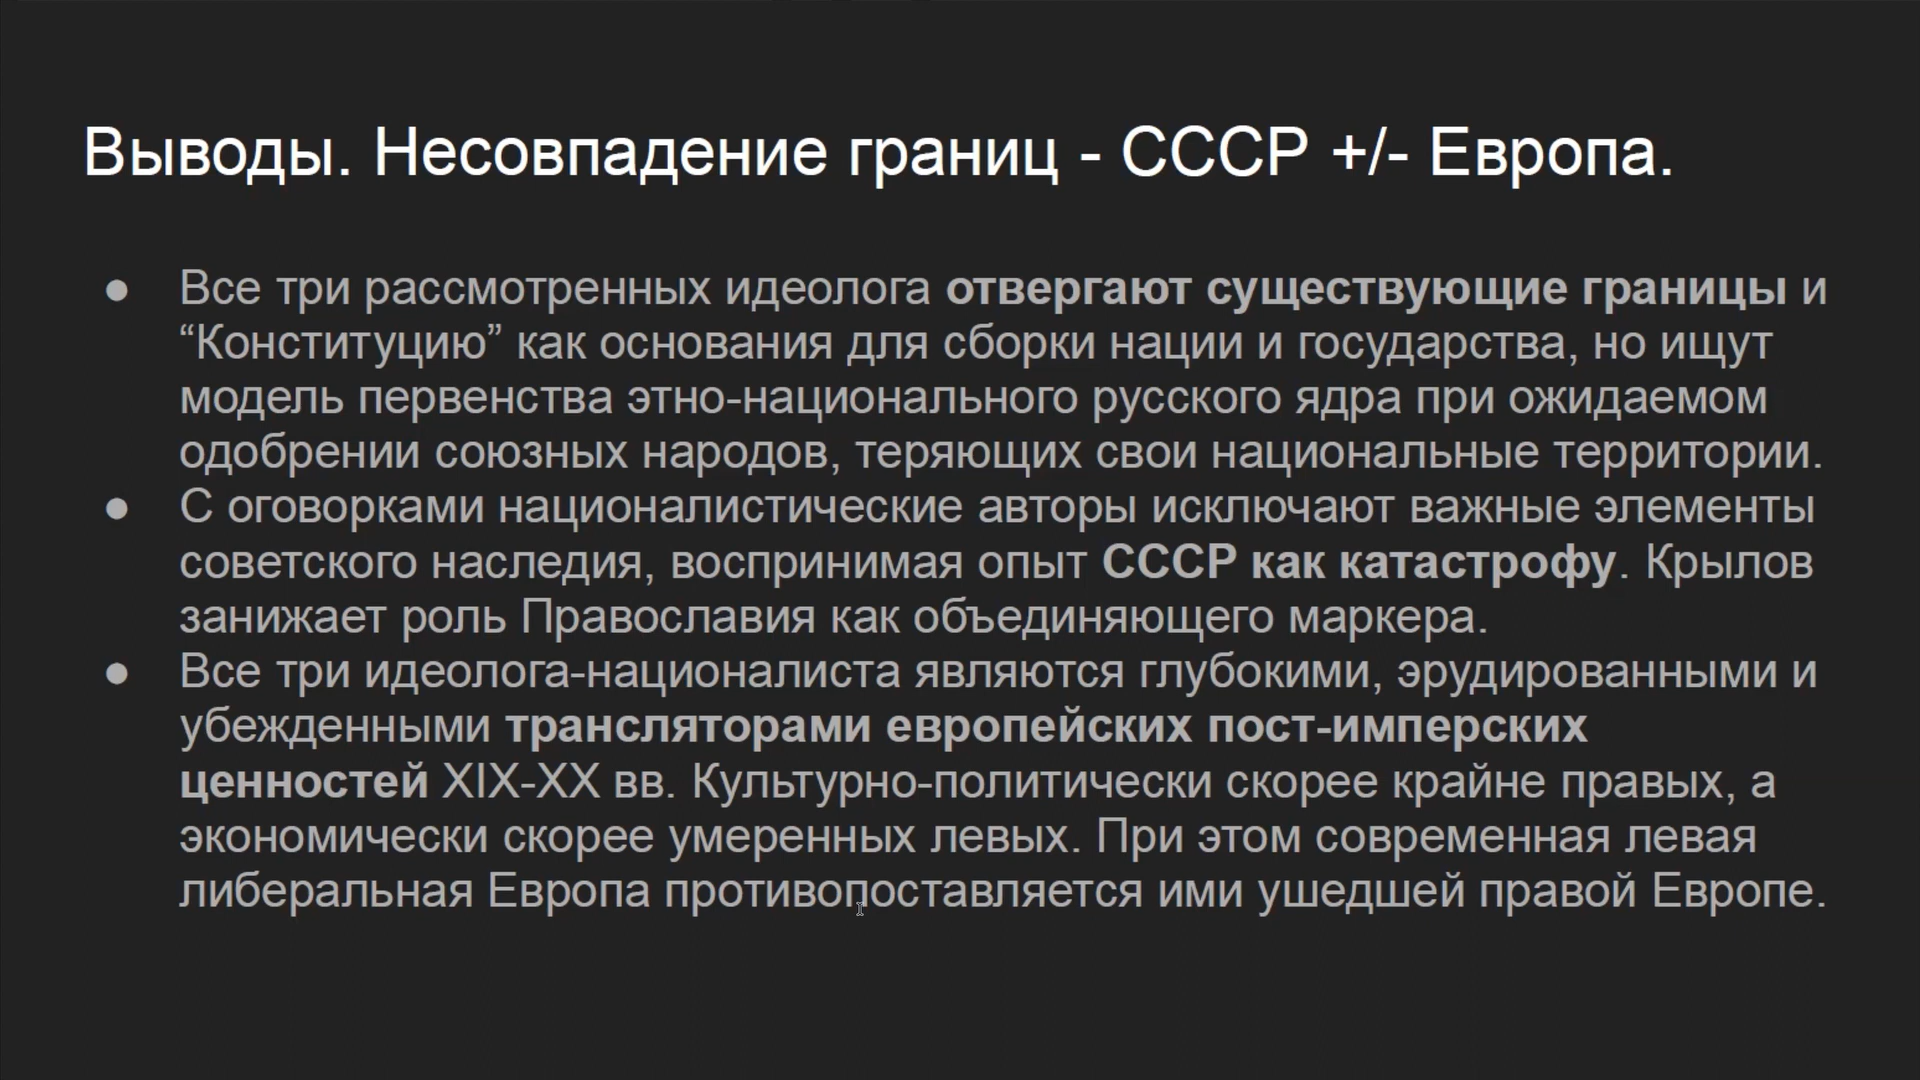 Выводы. Несовпадение границ - СССР +/- Европа.
● Все три рассмотренных идеолога отвергают существующие границы и
“Конституцию” как основания для сборки нации и государства, но ищут
модель первенства этно-национального русского ядра при ожидаемом
одобрении союзных народов, теряющих свои национальные территории.
● С оговорками националистические авторы исключают важные элементы
советского наследия, воспринимая опыт СССР как катастрофу. Крылов
занижает роль Православия как объединяющего маркера.
● Все три идеолога-националиста являются глубокими, эрудированными и
убежденными трансляторами европейских пост-имперских
ценностей XIX-XX вв. Культурно-политически скорее крайне правых, а
экономически скорее умеренных левых. При этом современная левая
либеральная Европа противопоставляется ими ушедшей правой Европе.